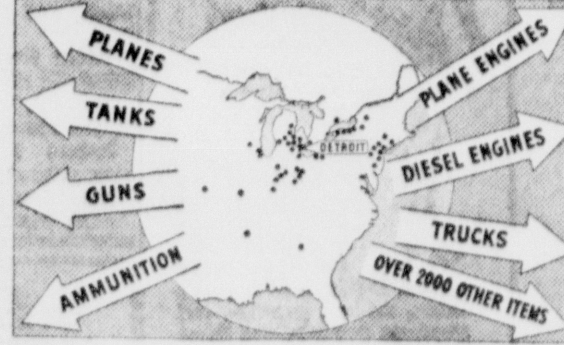 PLANES
TANKS
GUNS
AMMUNITION
DETROIT
PLANE ENGINES
DIESEL ENGINES
TRUCKS
OVER 2000 OTHER ITEMS